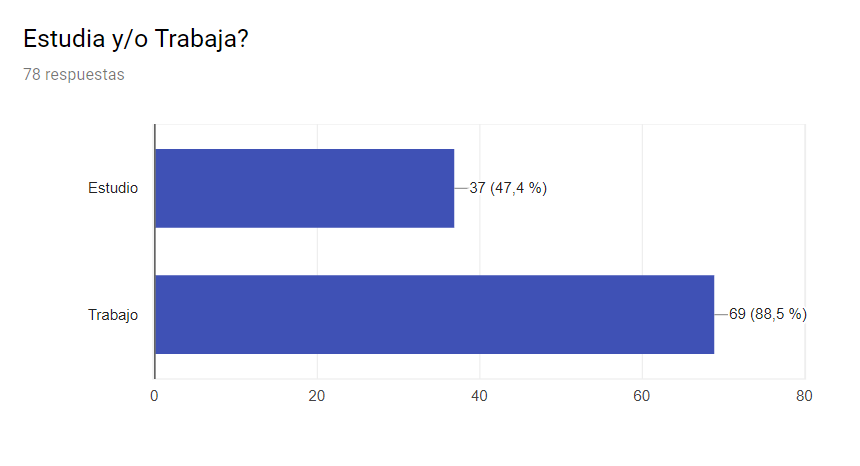 Estudia y/o Trabaja?
78 respuestas
Estudio
37 (47,4 %)
Trabajo
69 (88,5 %)
0 20 40 60 80